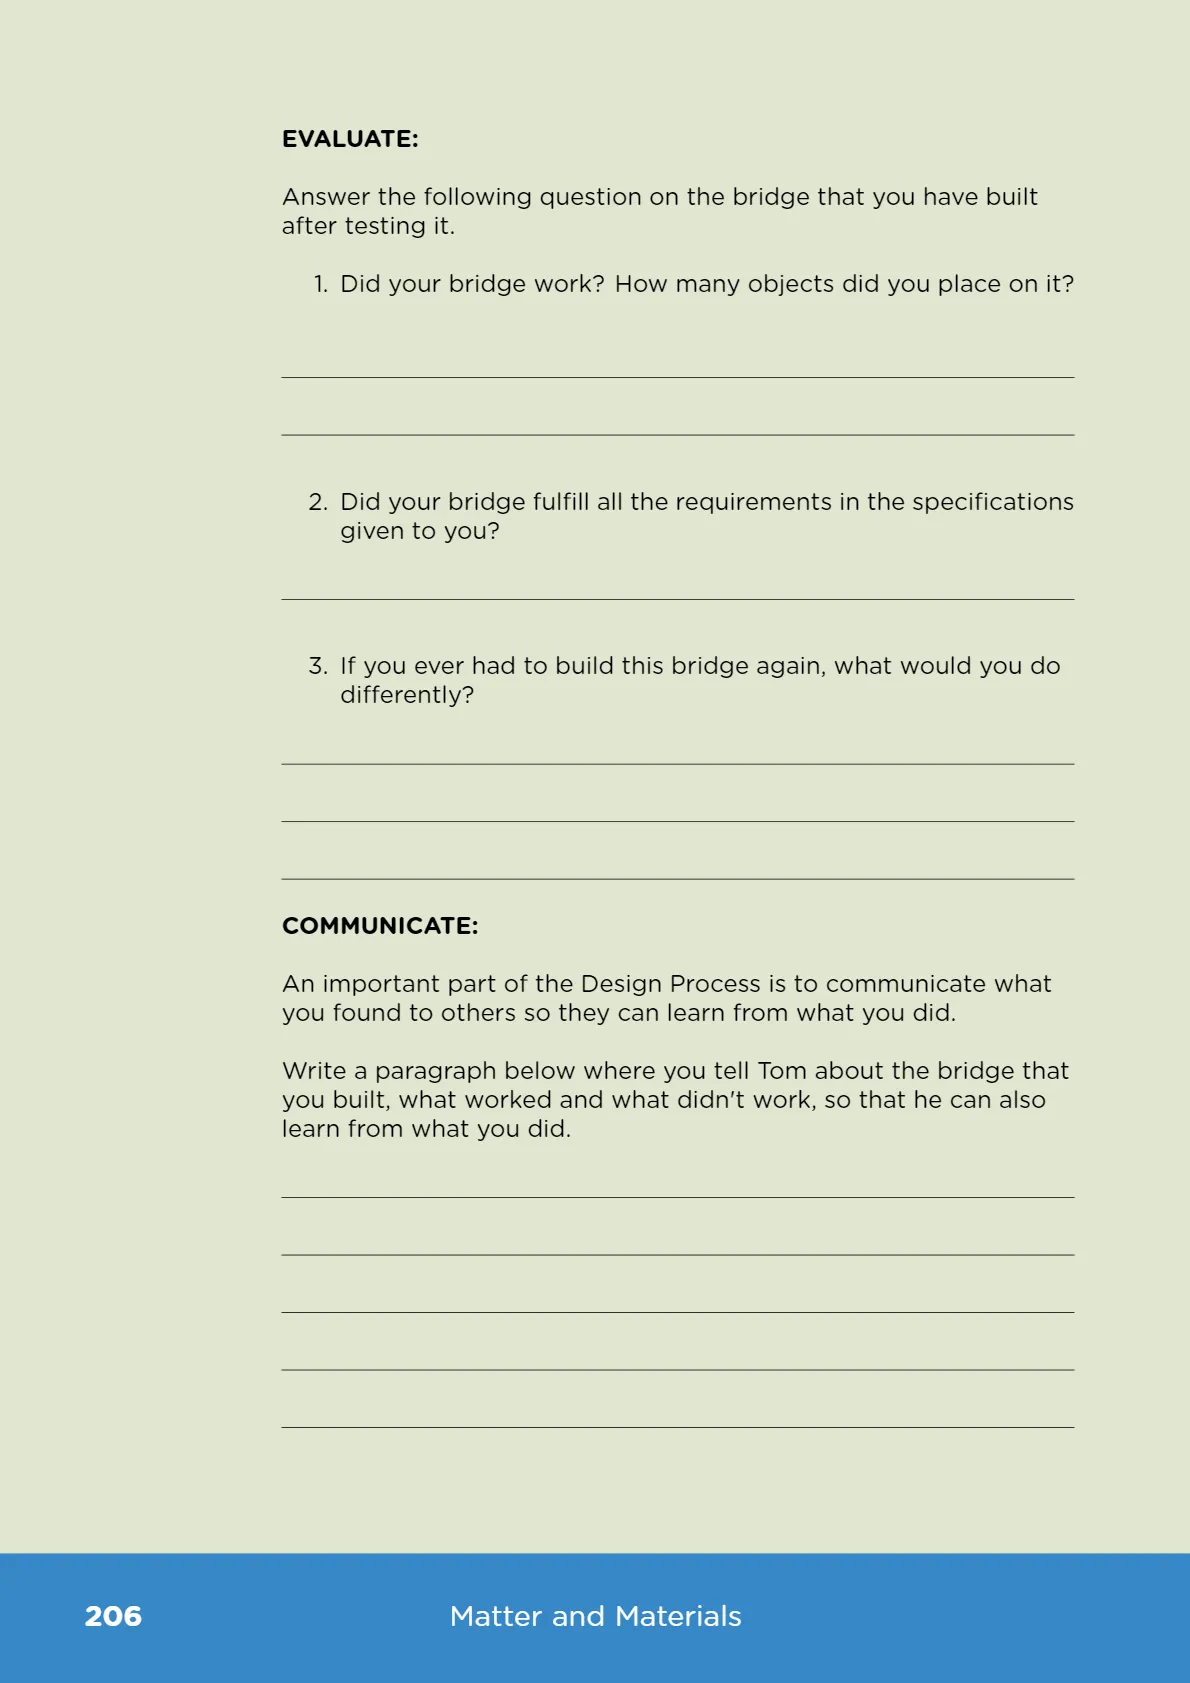 EVALUATE:
Answer the following question on the bridge that you have built
after testing it.
1. Did your bridge work? How many objects did you place on it?
2. Did your bridge fulfill all the requirements in the specifications
given to you?
3. If you ever had to build this bridge again, what would you do
differently?
COMMUNICATE:
An important part of the Design Process is to communicate what
you found to others so they can learn from what you did.
Write a paragraph below where you tell Tom about the bridge that
you built, what worked and what didn't work, so that he can also
learn from what you did.
206
Matter and Materials